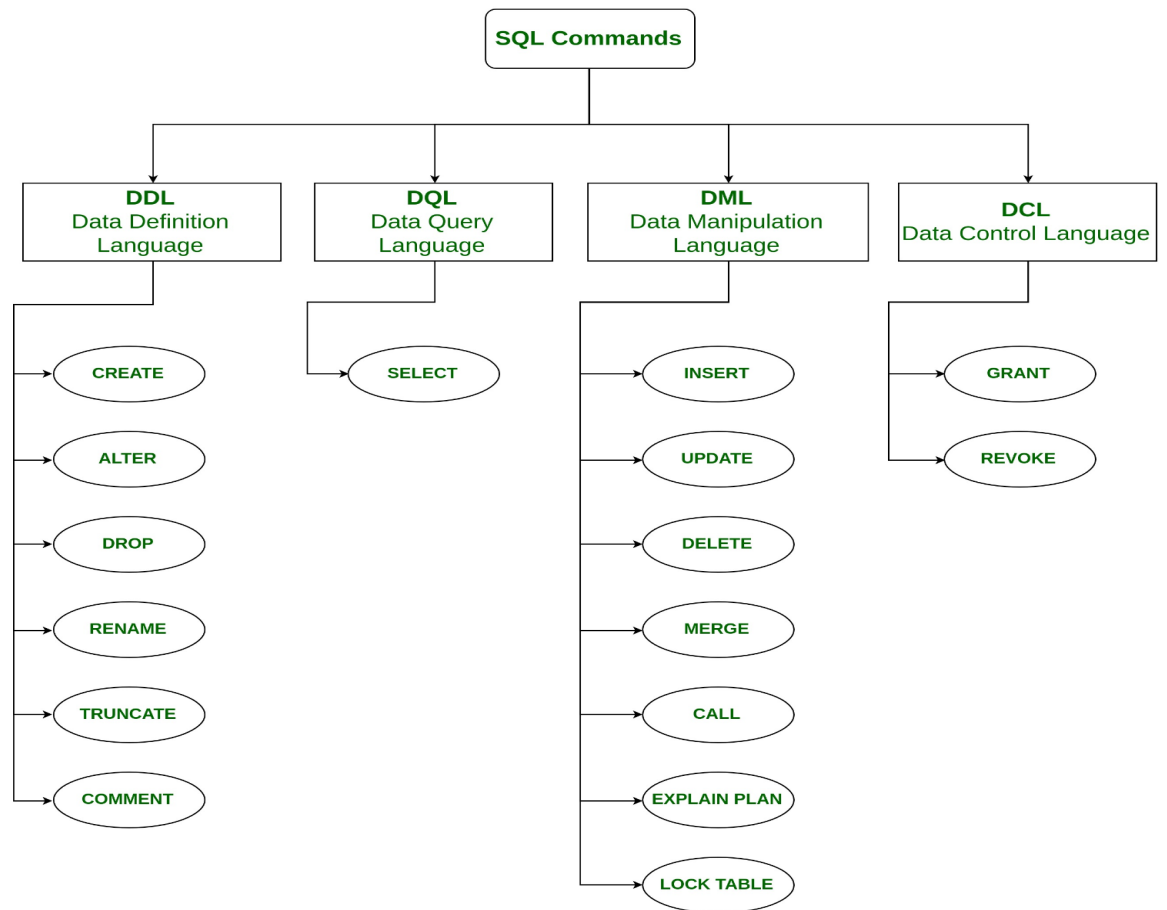 SQL Commands
DDL
Data Definition
Language
DQL
Data Query
Language
DML
Data Manipulation
Language
DCL
Data Control Language
CREATE
ALTER
DROP
RENAME
TRUNCATE
COMMENT
SELECT
INSERT
UPDATE
DELETE
MERGE
CALL
EXPLAIN PLAN
LOCK TABLE
GRANT
REVOKE